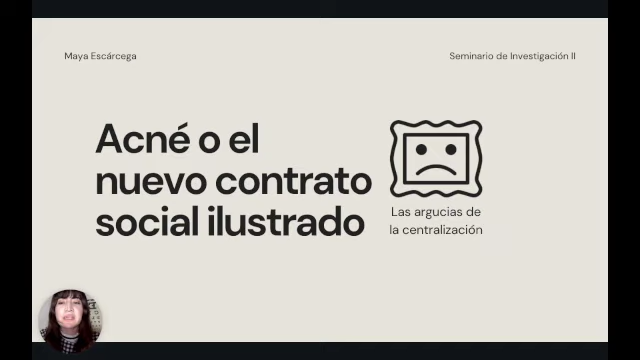 Maya Escárcega
Seminario de Investigación II
Acné o el
nuevo contrato
social ilustrado
Las argucias de
la centralización